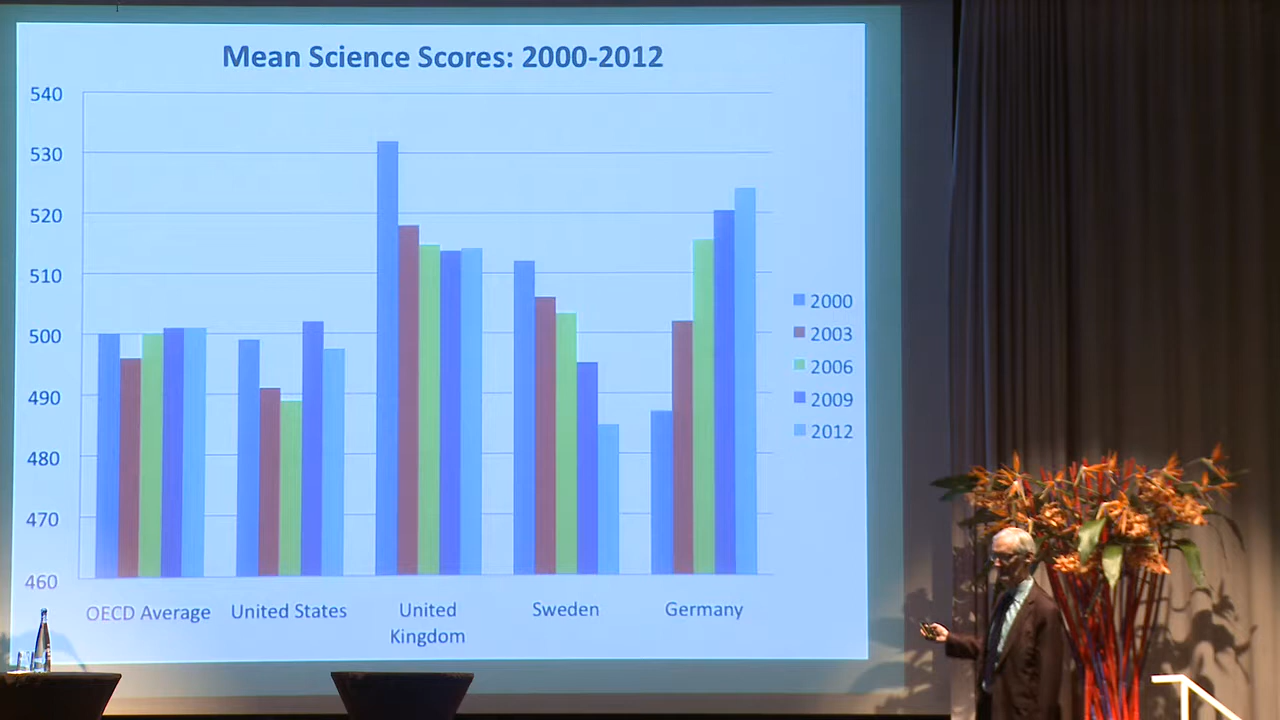 Mean Science Scores: 2000-2012
540
530
520
510
500
490
480
470
460
OECD Average
United States
United
Kingdom
Sweden
Germany
2000
2003
2006
2009
2012